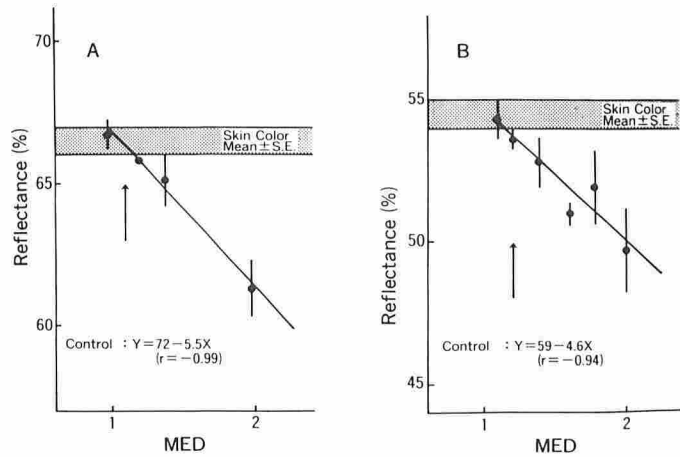 A
70
65
60
Reflectance (%)
Skin Color
Mean±S.E.
Control : Y=72−5.5X
(r=−0.99)
1
2
MED
B
55
50
45
Reflectance (%)
Skin Color
Mean±S.E.
Control : Y=59−4.6X
(r=−0.94)
1
2
MED